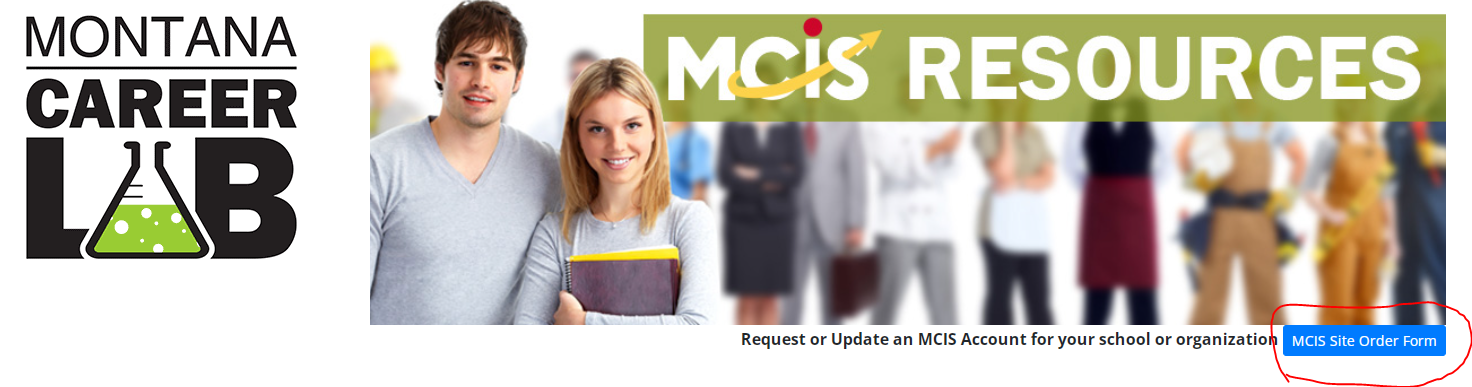 MONTANA
CAREER
LAB
MCIS RESOURCES
Request or Update an MCIS Account for your school or organization
MCIS Site Order Form